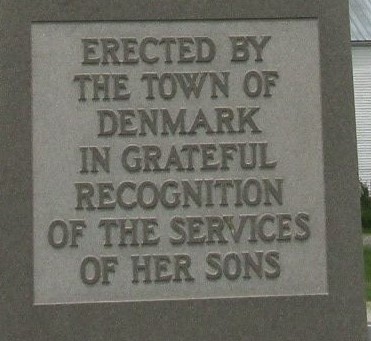 ERECTED BY
THE TOWN OF
DENMARK
IN GRATEFUL
RECOGNITION
OF THE SERVICES
OF HER SONS